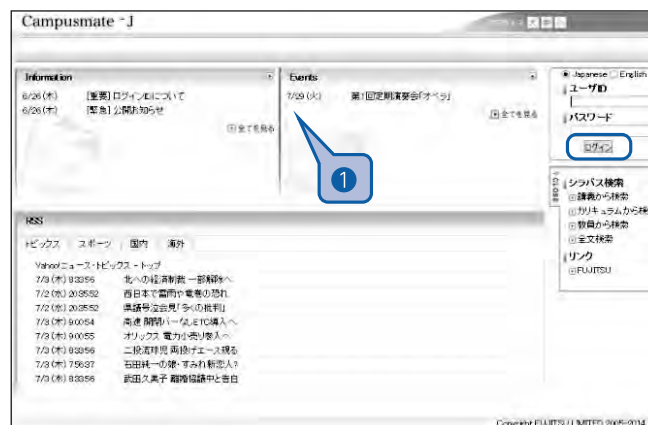 Campusmate-J
Japanese English
Information
6/26(木) [重要]ログインIDについて
6/26(木) [緊急]公開お知らせ
全てを見る
Events
7/29(火) 第1回定期演奏会「オペラ」
全てを見る
1
ユーザID
パスワード
ログイン
シラバス検索
講義から検索
カリキュラムから検
教員から検索
全文検索
リンク
FUJITSU
RSS
トピックス スポーツ 国内 海外
Yahoo!ニュース・トピックス - トップ
7/3(木) 8:33:56 北への経済制裁 一部解除へ
7/2(水) 20:35:52 西日本で雷雨や竜巻の恐れ
7/2(水) 20:35:52 県議号泣会見「多くの批判」
7/3(木) 9:00:54 高速 開閉バーなしETC導入へ
7/3(木) 9:00:55 オリックス 電力小売り参入へ
7/3(木) 8:33:56 二投流球児 両投げエース視る
7/3(木) 7:56:37 石田純一の娘・すみれ新恋人?
7/3(木) 8:33:56 武田久美子 離婚協議中と告白
Copyright FUJITSU LIMITED 2005-2014